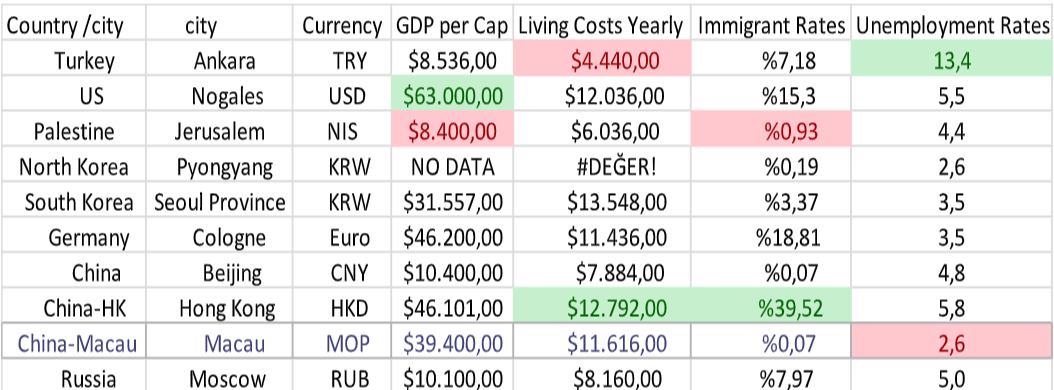 Country /city city Currency GDP per Cap Living Costs Yearly Immigrant Rates Unemployment Rates
Turkey Ankara TRY $8.536,00 $4.440,00 %7,18 13,4
US Nogales USD $63.000,00 $12.036,00 %15,3 5,5
Palestine Jerusalem NIS $8.400,00 $6.036,00 %0,93 4,4
North Korea Pyongyang KRW NO DATA #DEĞER! %0,19 2,6
South Korea Seoul Province KRW $31.557,00 $13.548,00 %3,37 3,5
Germany Cologne Euro $46.200,00 $11.436,00 %18,81 3,5
China Beijing CNY $10.400,00 $7.884,00 %0,07 4,8
China-HK Hong Kong HKD $46.101,00 $12.792,00 %39,52 5,8
China-Macau Macau MOP $39.400,00 $11.616,00 %0,07 2,6
Russia Moscow RUB $10.100,00 $8.160,00 %7,97 5,0